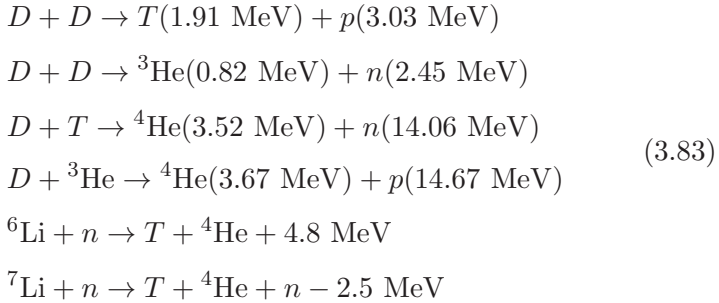 D + D → T(1.91 MeV) + p(3.03 MeV)
D + D → ³He(0.82 MeV) + n(2.45 MeV)
D + T → ⁴He(3.52 MeV) + n(14.06 MeV)
(3.83)
D + ³He → ⁴He(3.67 MeV) + p(14.67 MeV)
⁶Li + n → T + ⁴He + 4.8 MeV
⁷Li + n → T + ⁴He + n − 2.5 MeV